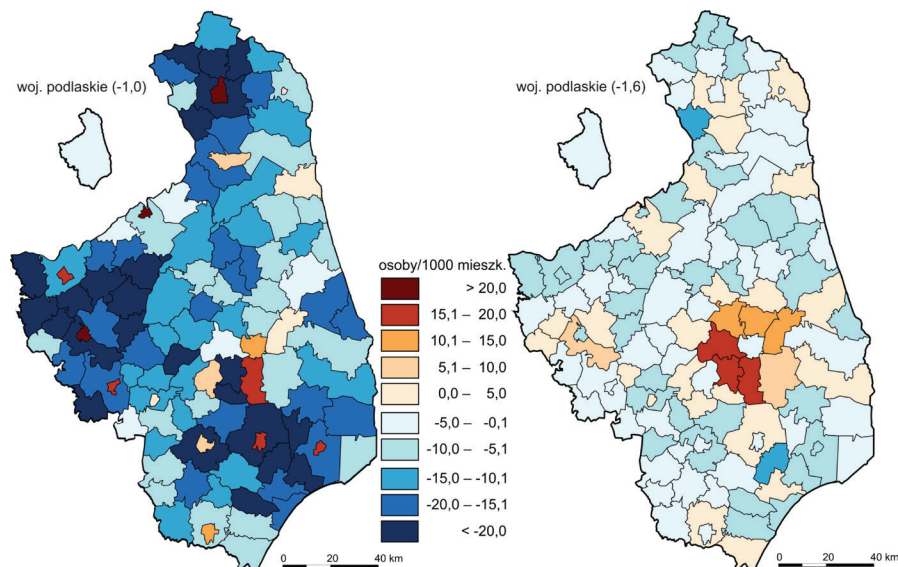 woj. podlaskie (-1,0)
woj. podlaskie (-1,6)
osoby/1000 mieszk.
> 20,0
15,1 – 20,0
10,1 – 15,0
5,1 – 10,0
0,0 – 5,0
-5,0 – -0,1
-10,0 – -5,1
-15,0 – -10,1
-20,0 – -15,1
< -20,0
0 20 40 km
0 20 40 km